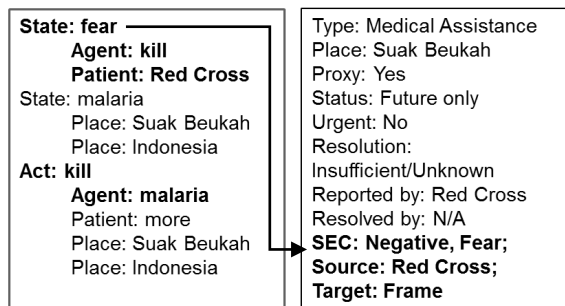 State: fear
Agent: kill
Patient: Red Cross
State: malaria
Place: Suak Beukah
Place: Indonesia
Act: kill
Agent: malaria
Patient: more
Place: Suak Beukah
Place: Indonesia
Type: Medical Assistance
Place: Suak Beukah
Proxy: Yes
Status: Future only
Urgent: No
Resolution:
Insufficient/Unknown
Reported by: Red Cross
Resolved by: N/A
SEC: Negative, Fear;
Source: Red Cross;
Target: Frame